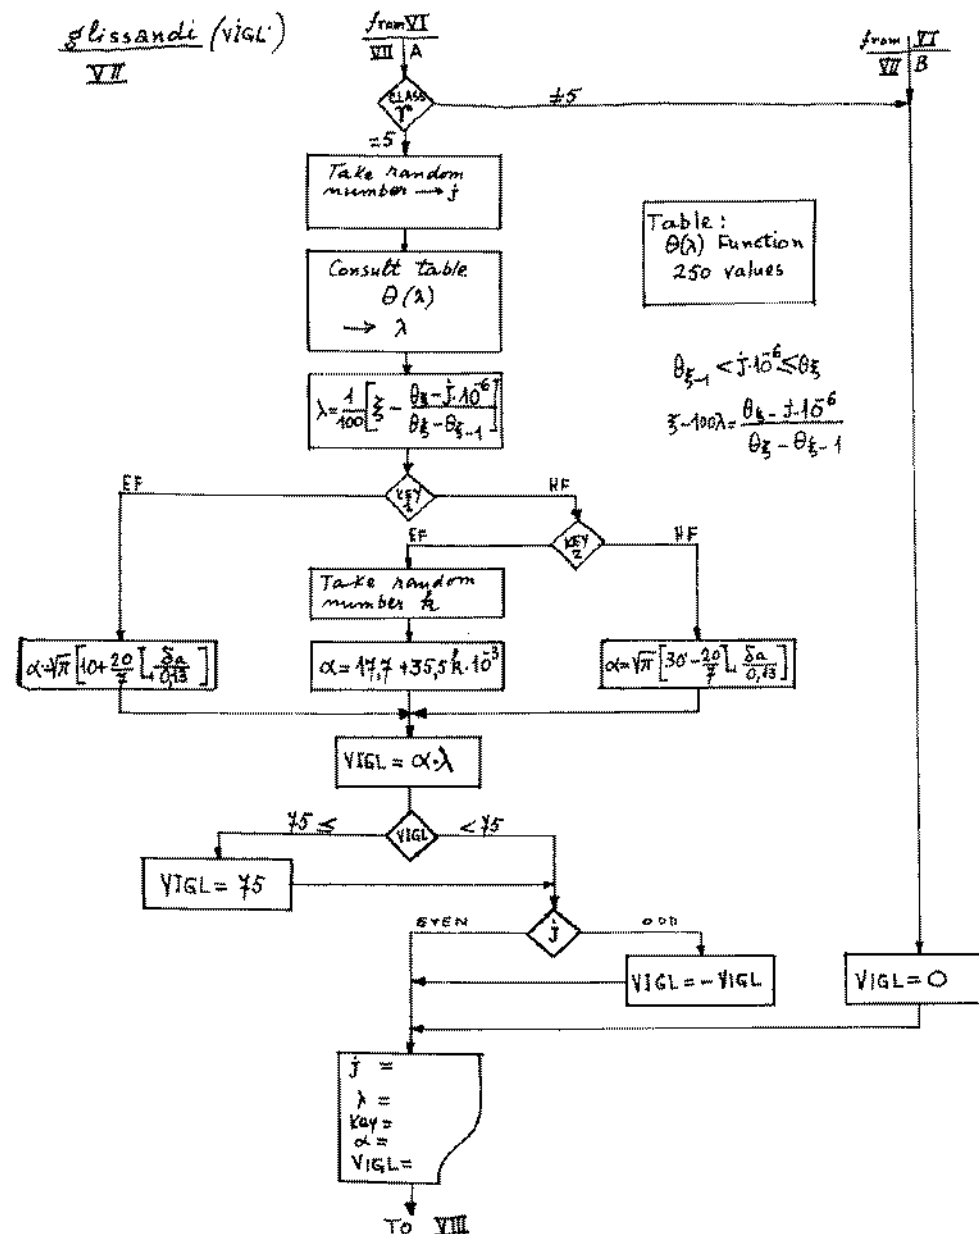 glissandi (VIGL)
VII
from VI
VII A
from VI
VII B
CLASS
r
≠5
=5
Take random
number → j
Consult table
θ(λ)
→ λ
Table:
θ(λ) Function
250 values
λ=1/100[ξ - (θξ-j.10^-6)/(θξ-θξ-1)]
θξ-1 < j.10^-6 ≤ θξ
ξ-100λ = (θξ-j.10^-6)/(θξ-θξ-1)
EF
KEY
1
HF
EF
KEY
2
HF
Take random
number k
α=√π[10+20/7 L, δa/0,13]
α=17,7+35,5k.10^-3
α=√π[30-20/7 L, δa/0,13]
VIGL=α.λ
75≤
VIGL
<75
VIGL=75
EVEN
j
ODD
VIGL=-VIGL
VIGL=0
j =
λ =
Key=
α=
VIGL=
TO VIII